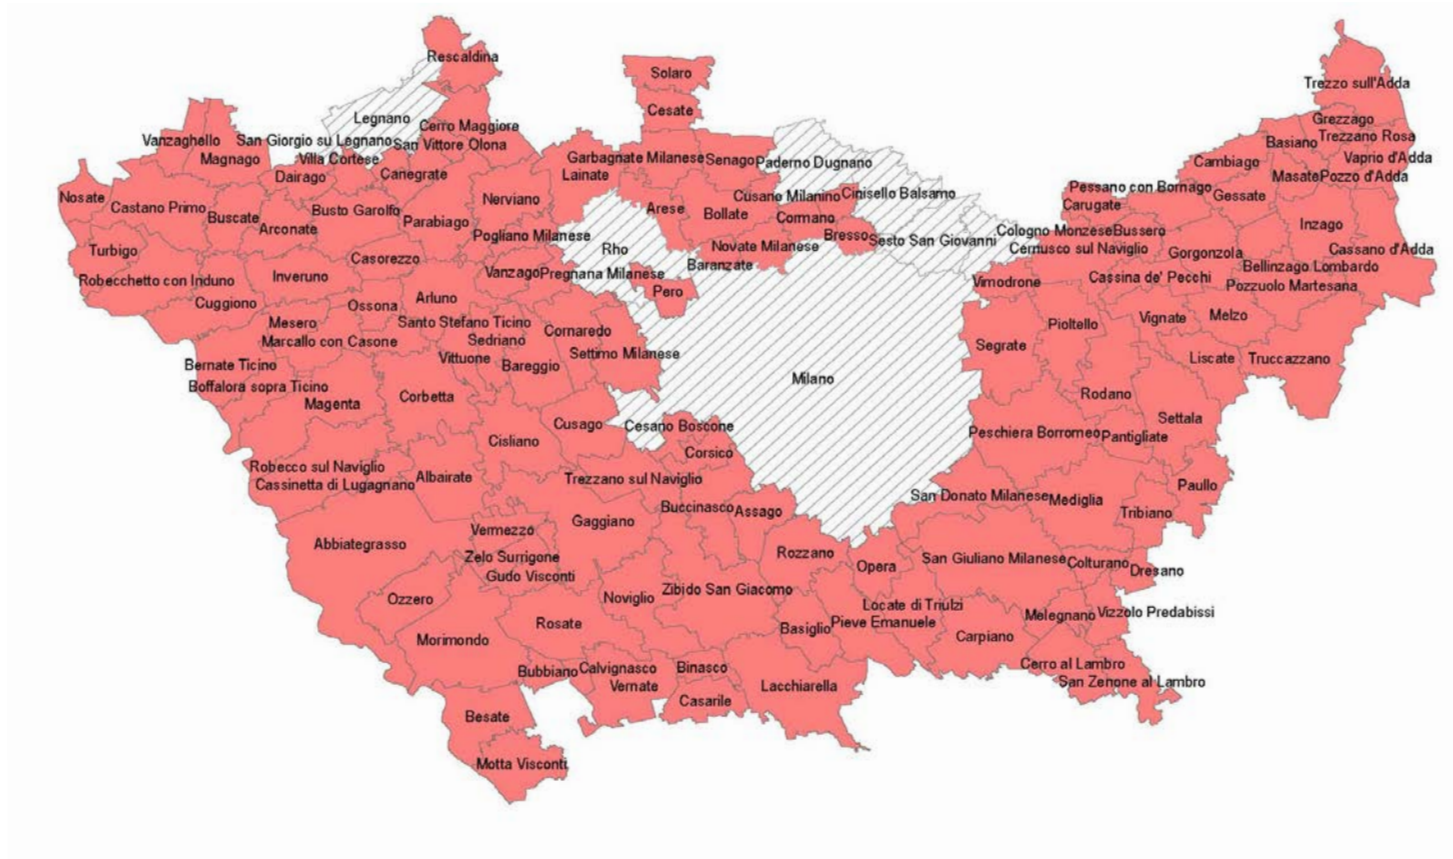 Rescaldina
Solaro
Trezzo sull'Adda
Cesate
Legnano
Grezzago
Cerro Maggiore
Trezzano Rosa
Vanzaghello
San Giorgio su Legnano
San Vittore Olona
Basiano
Magnago
Villa Cortese
Garbagnate Milanese
Senago
Paderno Dugnano
Cambiago
Vaprio d'Adda
Dairago
Canegrate
Lainate
Masate
Pozzo d'Adda
Nosate
Nerviano
Cusano Milanino
Cinisello Balsamo
Pessano con Bornago
Gessate
Castano Primo
Buscate
Busto Garolfo
Arese
Bollate
Cormano
Carugate
Arconate
Parabiago
Inzago
Pogliano Milanese
Bresso
Sesto San Giovanni
Cologno Monzese
Bussero
Turbigo
Rho
Novate Milanese
Cernusco sul Naviglio
Gorgonzola
Cassano d'Adda
Casorezzo
Baranzate
Bellinzago Lombardo
Robecchetto con Induno
Inveruno
Vanzago
Pregnana Milanese
Vimodrone
Cassina de' Pecchi
Pozzuolo Martesana
Cuggiono
Ossona
Arluno
Pero
Mesero
Santo Stefano Ticino
Cornaredo
Pioltello
Vignate
Melzo
Marcallo con Casone
Sedriano
Segrate
Bernate Ticino
Vittuone
Bareggio
Settimo Milanese
Liscate
Truccazzano
Boffalora sopra Ticino
Milano
Magenta
Corbetta
Rodano
Cusago
Cesano Boscone
Settala
Cisliano
Peschiera Borromeo
Pantigliate
Corsico
Robecco sul Naviglio
Albairate
Trezzano sul Naviglio
Cassinetta di Lugagnano
Paullo
San Donato Milanese
Mediglia
Buccinasco
Assago
Tribiano
Vermezzo
Gaggiano
Abbiategrasso
Rozzano
Zelo Surrigone
Opera
San Giuliano Milanese
Colturano
Dresano
Gudo Visconti
Zibido San Giacomo
Ozzero
Noviglio
Locate di Triulzi
Melegnano
Vizzolo Predabissi
Rosate
Basiglio
Pieve Emanuele
Morimondo
Carpiano
Bubbiano
Calvignasco
Binasco
Cerro al Lambro
Vernate
Lacchiarella
San Zenone al Lambro
Casarile
Besate
Motta Visconti